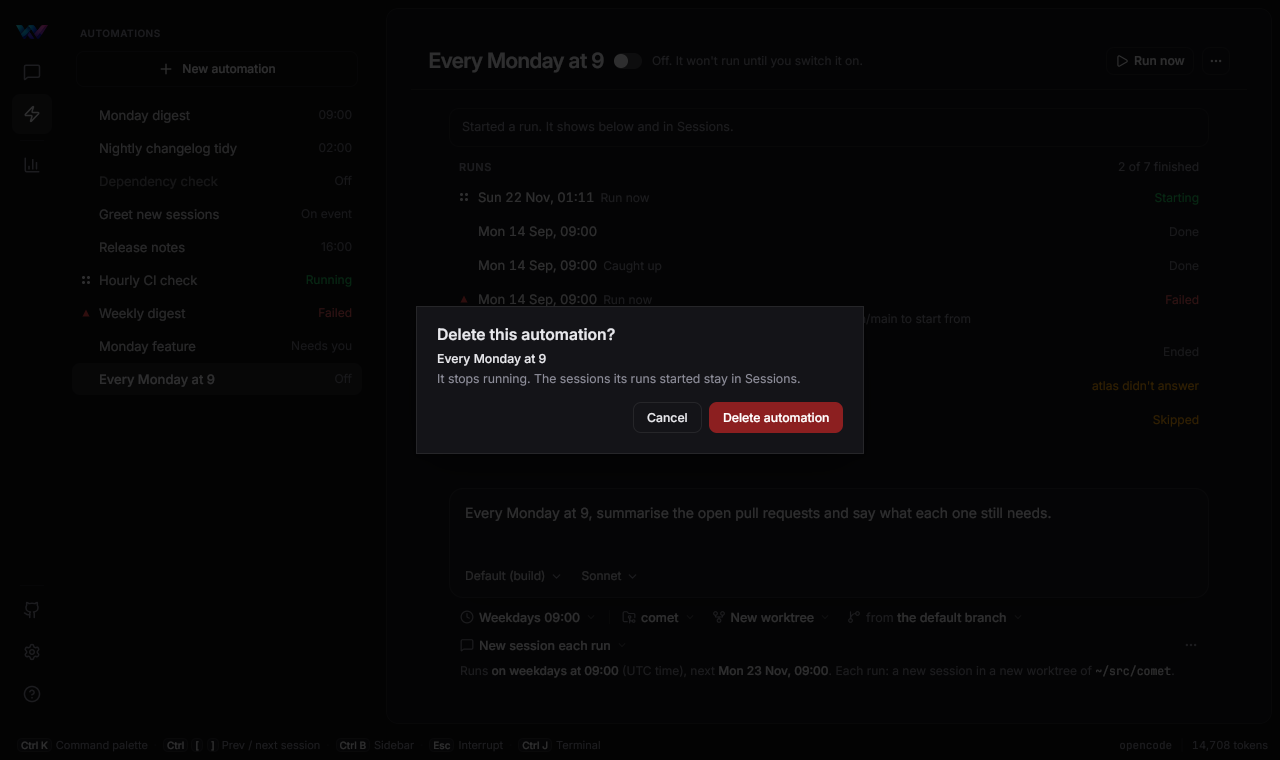 AUTOMATIONS
New automation
Monday digest 09:00
Nightly changelog tidy 02:00
Dependency check Off
Greet new sessions On event
Release notes 16:00
Hourly CI check Running
Weekly digest Failed
Monday feature Needs you
Every Monday at 9 Off
Every Monday at 9 Off. It won't run until you switch it on. Run now
Started a run. It shows below and in Sessions.
RUNS 2 of 7 finished
Sun 22 Nov, 01:11 Run now Starting
Mon 14 Sep, 09:00 Done
Mon 14 Sep, 09:00 Caught up Done
Mon 14 Sep, 09:00 Run now Failed
/main to start from
Ended
atlas didn't answer
Skipped
Delete this automation?
Every Monday at 9
It stops running. The sessions its runs started stay in Sessions.
Cancel Delete automation
Every Monday at 9, summarise the open pull requests and say what each one still needs.
Default (build) Sonnet
Weekdays 09:00 comet New worktree from the default branch
New session each run
Runs on weekdays at 09:00 (UTC time), next Mon 23 Nov, 09:00. Each run: a new session in a new worktree of ~/src/comet.
Ctrl K Command palette Ctrl [ ] Prev / next session Ctrl B Sidebar Esc Interrupt Ctrl J Terminal opencode 14,708 tokens